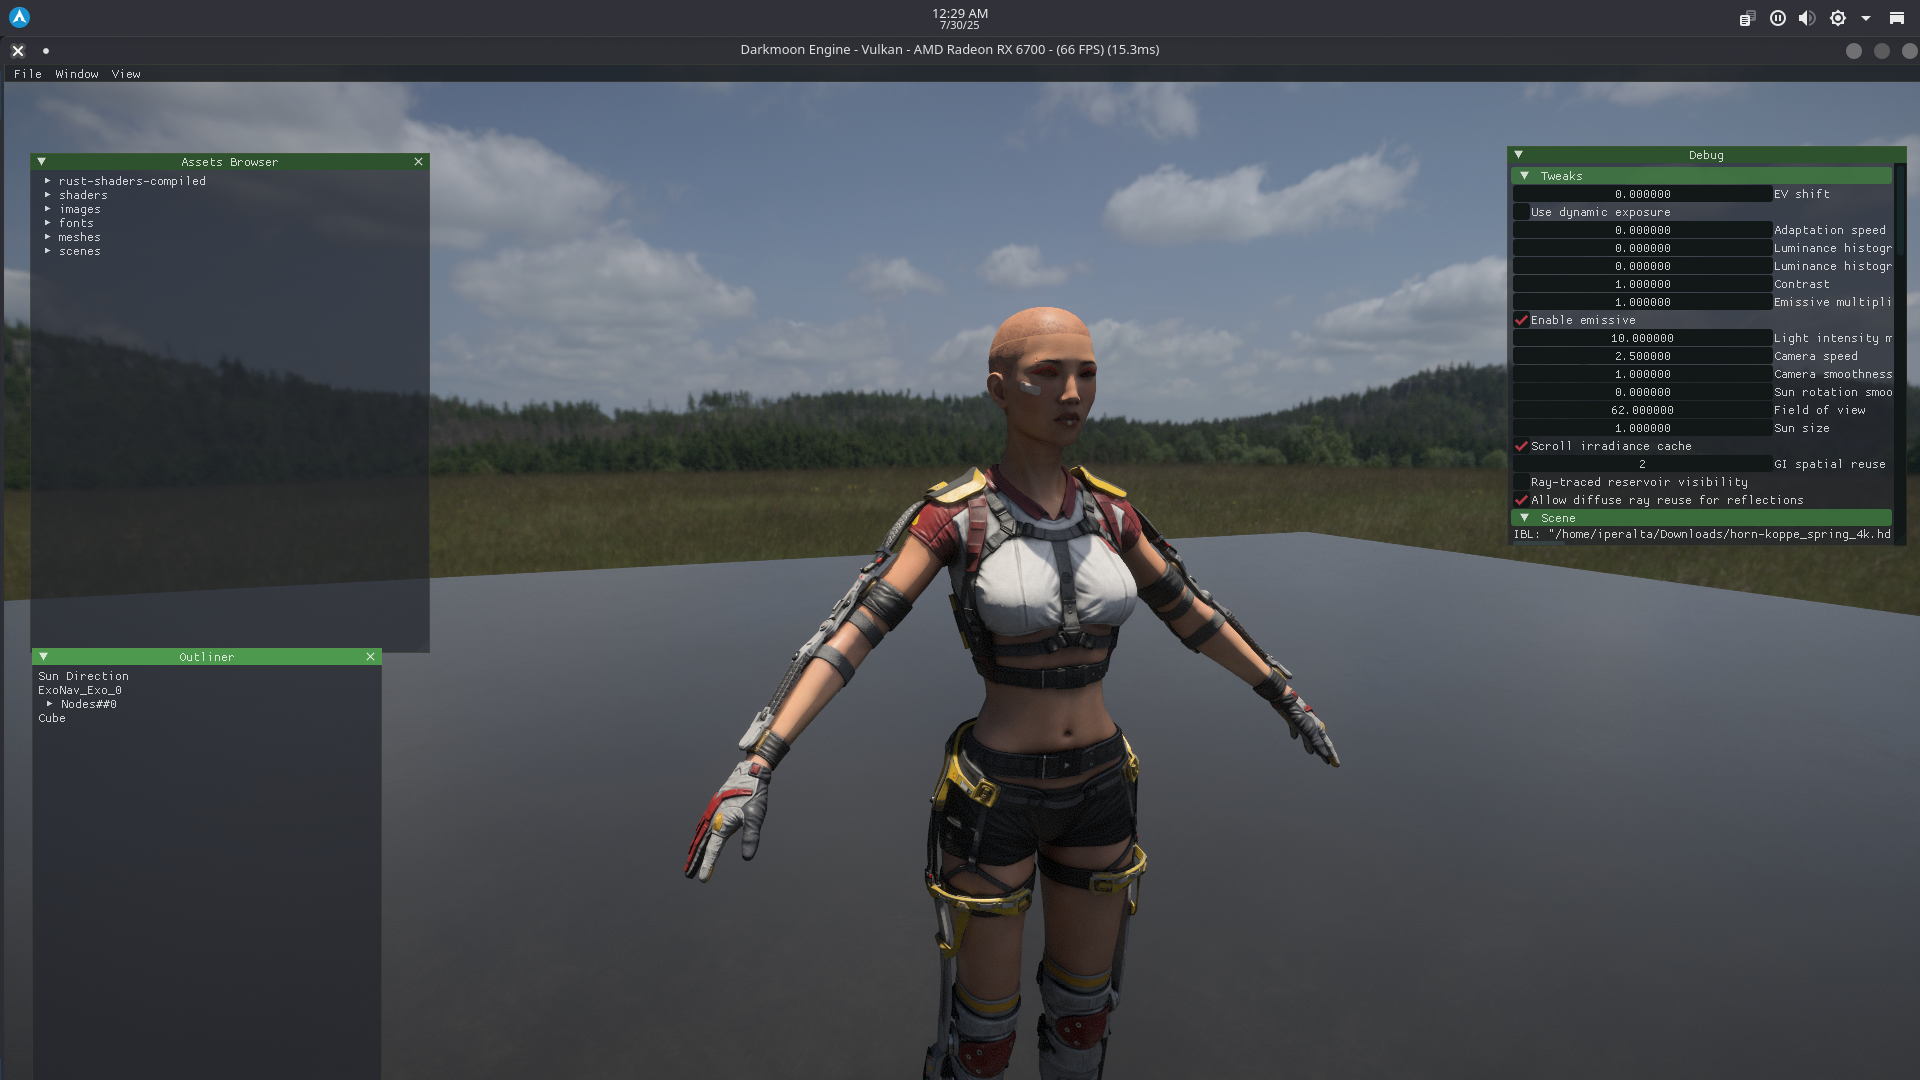 12:29 AM
7/30/25
Darkmoon Engine - Vulkan - AMD Radeon RX 6700 - (66 FPS) (15.3ms)
File Window View
Assets Browser
rust-shaders-compiled
shaders
images
fonts
meshes
scenes
Outliner
Sun Direction
ExoNav_Exo_0
Nodes##0
Cube
Debug
Tweaks
0.000000 EV shift
Use dynamic exposure
0.000000 Adaptation speed
0.000000 Luminance histogr
0.000000 Luminance histogr
1.000000 Contrast
1.000000 Emissive multipli
Enable emissive
10.000000 Light intensity m
2.500000 Camera speed
1.000000 Camera smoothness
0.000000 Sun rotation smoo
62.000000 Field of view
1.000000 Sun size
Scroll irradiance cache
2 GI spatial reuse
Ray-traced reservoir visibility
Allow diffuse ray reuse for reflections
Scene
IBL: "/home/iperalta/Downloads/horn-koppe_spring_4k.hd